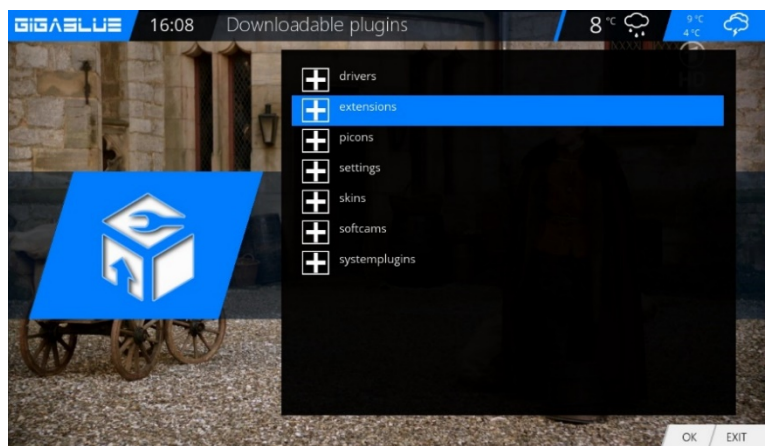 GIGABLUE 16:08 Downloadable plugins 8 °C 9 °C
4 °C
drivers
extensions
picons
settings
skins
softcams
systemplugins
OK EXIT